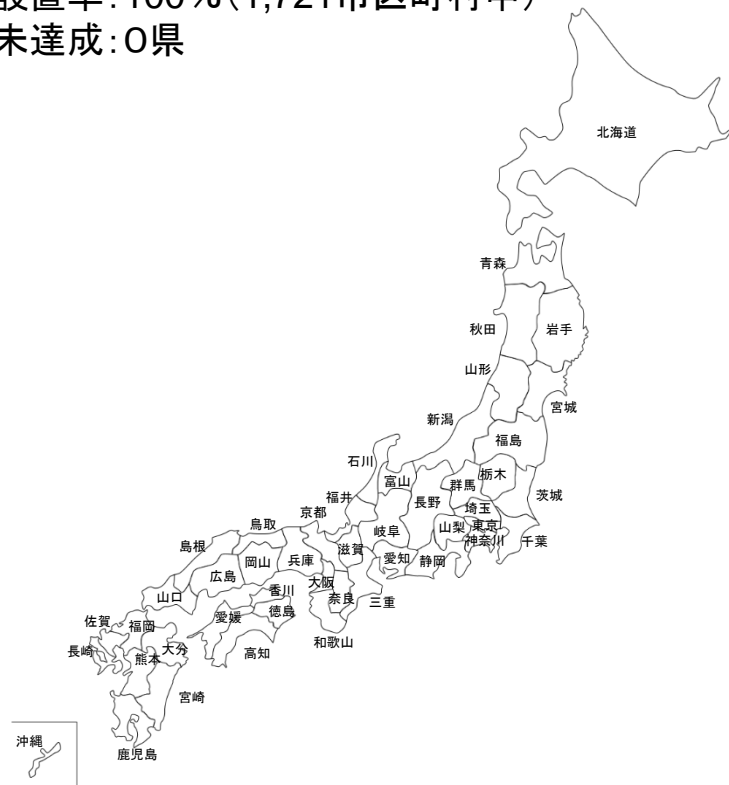 設置率：100％（1,721市区町村中）
未達成：0県
北海道
青森
秋田
岩手
山形
宮城
新潟
福島
石川
富山
群馬
栃木
福井
長野
茨城
京都
埼玉
鳥取
岐阜
山梨
東京
島根
兵庫
滋賀
愛知
静岡
神奈川
千葉
岡山
広島
大阪
香川
奈良
三重
山口
徳島
愛媛
佐賀
福岡
和歌山
長崎
熊本
大分
高知
宮崎
沖縄
鹿児島